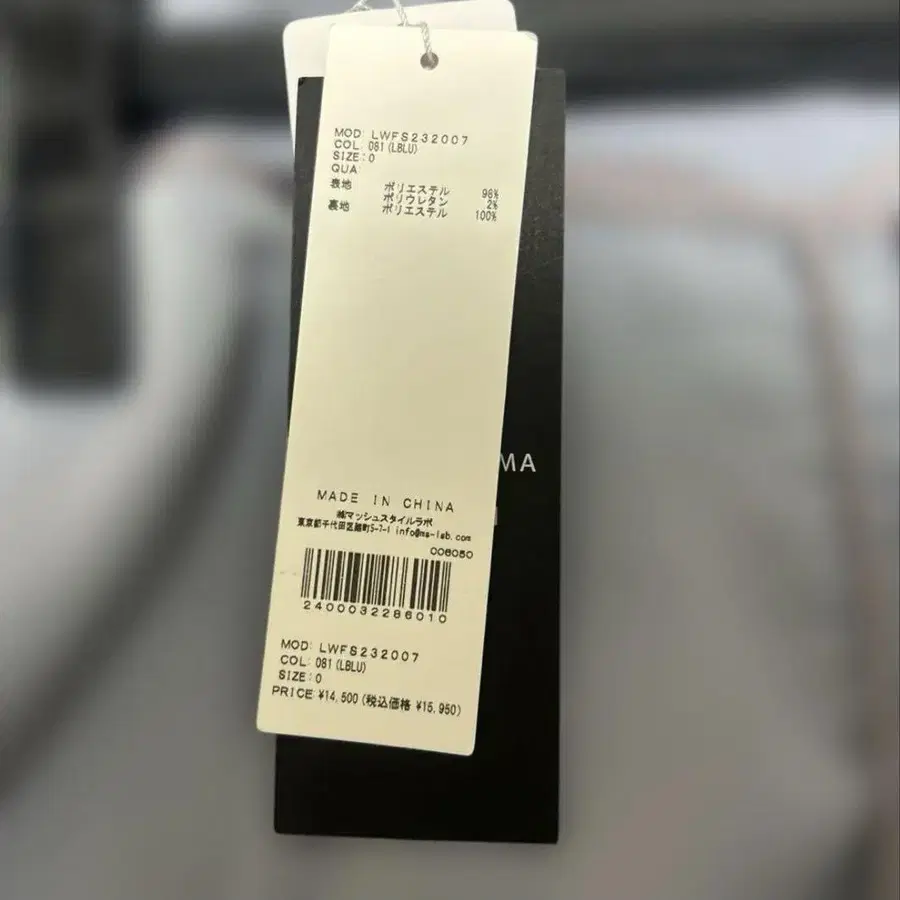 MOD: LWFS232007
COL: 081 (LBLU)
SIZE: 0
QUA
表地 ポリエステル 98%
ポリウレタン 2%
裏地 ポリエステル 100%
MA
MADE IN CHINA
㈱マッシュスタイルラボ
東京都千代田区麹町5-7-1 info@ms-lab.com
006050
2400032286010
MOD: LWFS232007
COL: 081 (LBLU)
SIZE: 0
PRICE: ¥14,500 (税込価格 ¥15,950)